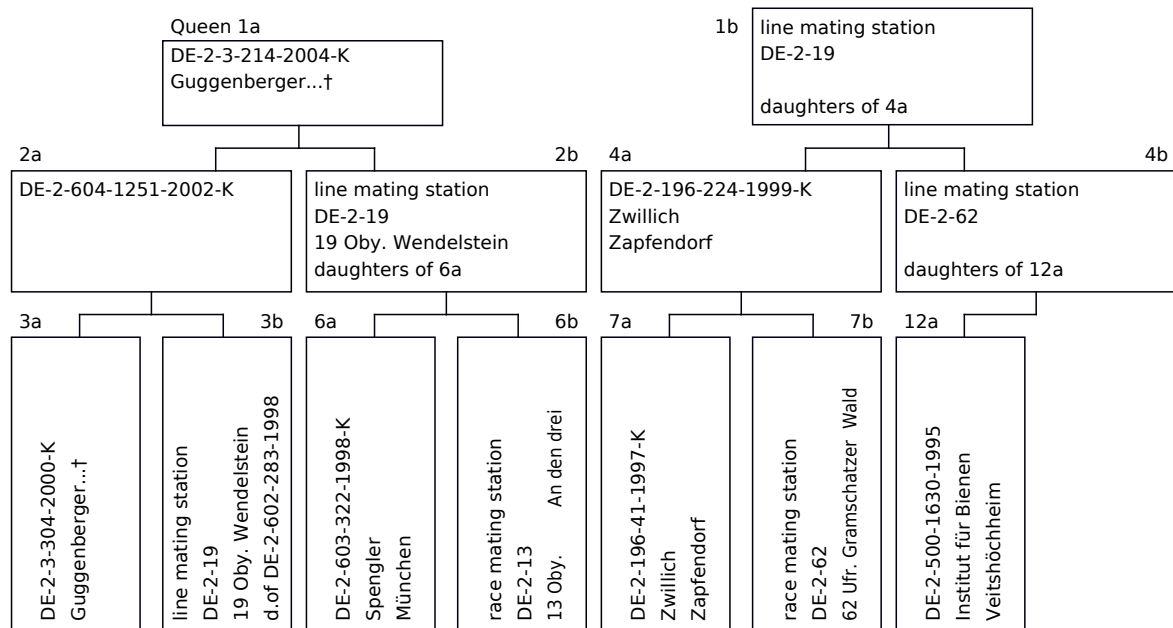 Queen 1a
DE-2-3-214-2004-K
Guggenberger...†
1b
line mating station
DE-2-19
daughters of 4a
2a
DE-2-604-1251-2002-K
2b
line mating station
DE-2-19
19 Oby. Wendelstein
daughters of 6a
4a
DE-2-196-224-1999-K
Zwillich
Zapfendorf
4b
line mating station
DE-2-62
daughters of 12a
3a
DE-2-3-304-2000-K
Guggenberger...†
3b
line mating station
DE-2-19
19 Oby. Wendelstein
d.of DE-2-602-283-1998
6a
DE-2-603-322-1998-K
Spengler
München
6b
race mating station
DE-2-13
13 Oby. An den drei
7a
DE-2-196-41-1997-K
Zwillich
Zapfendorf
7b
race mating station
DE-2-62
62 Ufr. Gramschatzer Wald
12a
DE-2-500-1630-1995
Institut für Bienen
Veitshöchheim